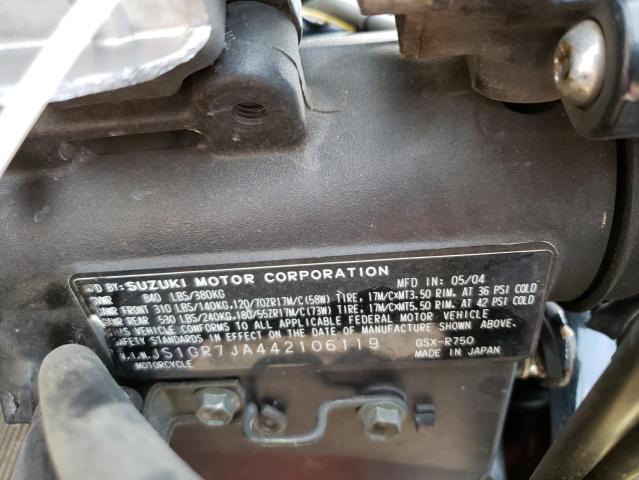 BY: SUZUKI MOTOR CORPORATION MFD IN: 05/04
840 LBS/380KG
FRONT 310 LBS/140KG, 120/70ZR17M/C(58W) TIRE, 17M/CXMT3.50 RIM. AT 36 PSI COLD
REAR 530 LBS/240KG, 180/55ZR17M/C(73W) TIRE, 17M/CXMT5.50 RIM. AT 42 PSI COLD
VEHICLE CONFORMS TO ALL APPLICABLE FEDERAL MOTOR VEHICLE
SAFETY STANDARDS IN EFFECT ON THE DATE OF MANUFACTURE SHOWN ABOVE.
V.I.N. JS1GR7JA442106119 GSX-R750
MOTORCYCLE MADE IN JAPAN